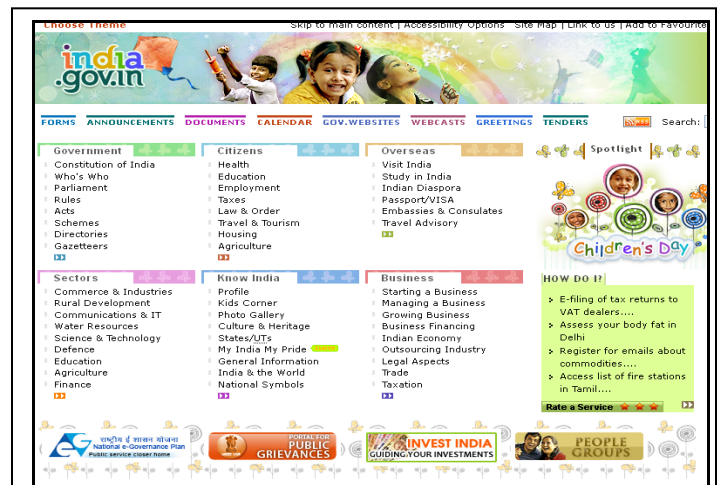 Choose Theme
Skip to main content | Accessibility Options Site Map | Link to us | Add to Favourite
india
.gov.in
FORMS ANNOUNCEMENTS DOCUMENTS CALENDAR GOV.WEBSITES WEBCASTS GREETINGS TENDERS Search:
Government
Constitution of India
Who's Who
Parliament
Rules
Acts
Schemes
Directories
Gazetteers
Citizens
Health
Education
Employment
Taxes
Law & Order
Travel & Tourism
Housing
Agriculture
Overseas
Visit India
Study in India
Indian Diaspora
Passport/VISA
Embassies & Consulates
Travel Advisory
Spotlight
Children's Day
Sectors
Commerce & Industries
Rural Development
Communications & IT
Water Resources
Science & Technology
Defence
Education
Agriculture
Finance
Know India
Profile
Kids Corner
Photo Gallery
Culture & Heritage
States/UTs
My India My Pride
General Information
India & the World
National Symbols
Business
Starting a Business
Managing a Business
Growing Business
Business Financing
Indian Economy
Outsourcing Industry
Legal Aspects
Trade
Taxation
HOW DO I?
E-filing of tax returns to
VAT dealers....
Assess your body fat in
Delhi
Register for emails about
commodities....
Access list of fire stations
in Tamil....
Rate a Service
राष्ट्रीय ई शासन योजना
National e-Governance Plan
Public service closer home
PORTAL FOR
PUBLIC
GRIEVANCES
INVEST INDIA
GUIDING YOUR INVESTMENTS
PEOPLE
GROUPS